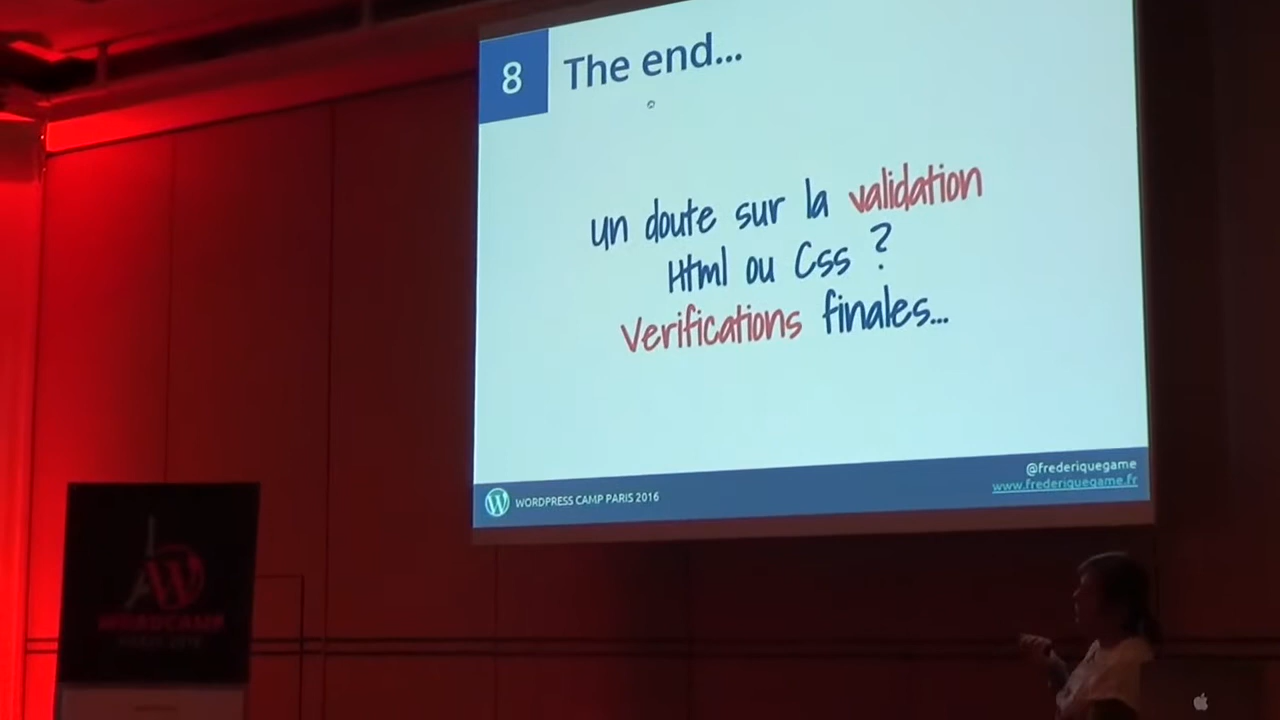 8 The end...
un doute sur la validation
Html ou Css ?
Verifications finales...
@frederiquegame
www.frederiquegame.fr
WORDPRESS CAMP PARIS 2016
WORDCAMP